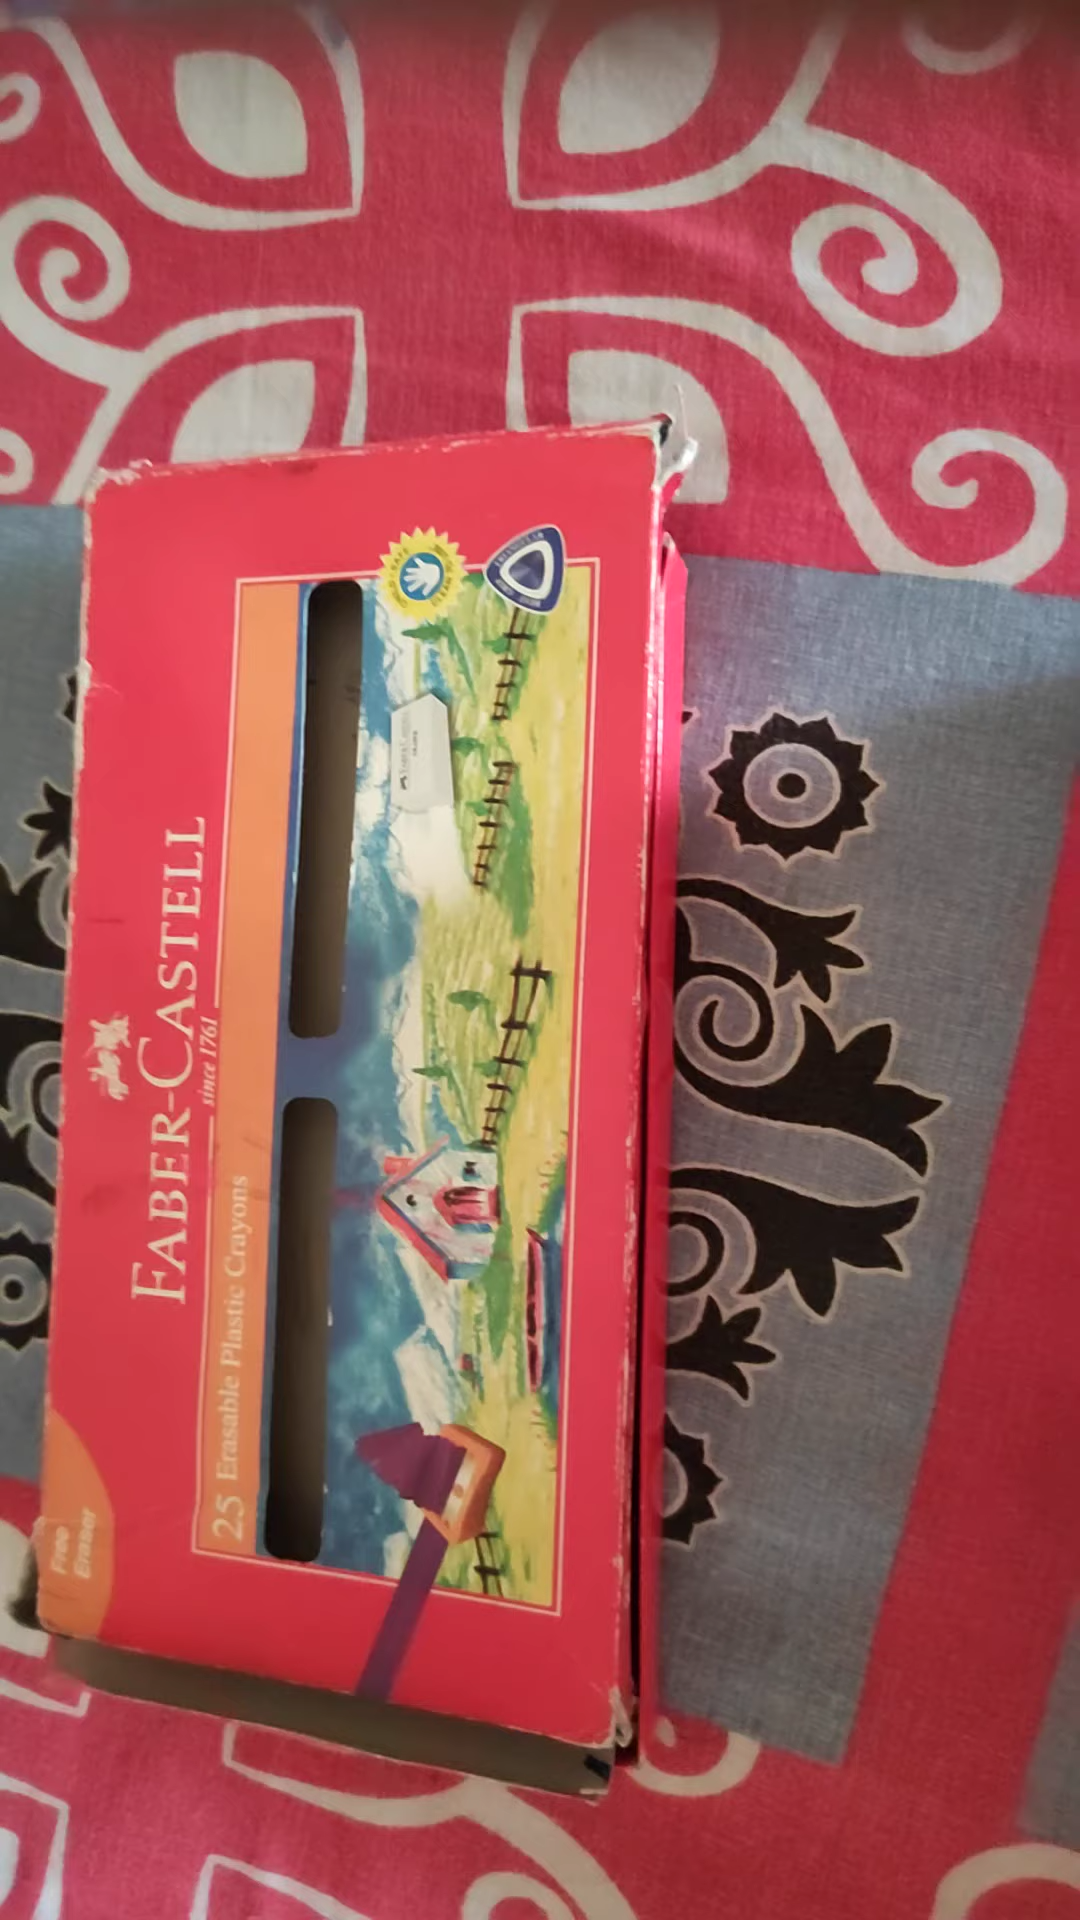 FABER-CASTELL
since 1761
25 Erasable Plastic Crayons
Free
Eraser